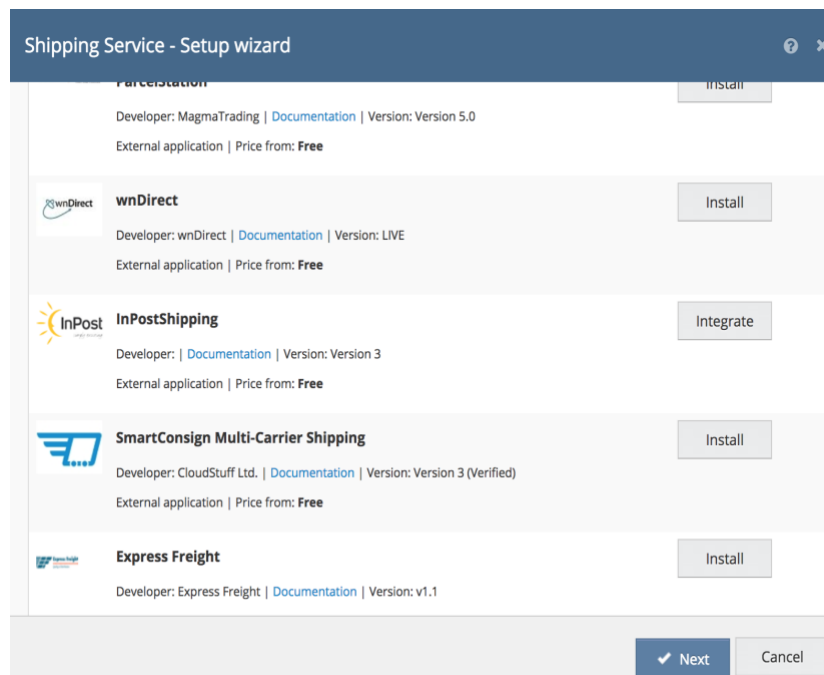 Shipping Service - Setup wizard
ParcelStation
Install
Developer: MagmaTrading | Documentation | Version: Version 5.0
External application | Price from: Free
wnDirect
wnDirect
Install
Developer: wnDirect | Documentation | Version: LIVE
External application | Price from: Free
InPost
InPostShipping
Integrate
Developer: | Documentation | Version: Version 3
External application | Price from: Free
SmartConsign Multi-Carrier Shipping
Install
Developer: CloudStuff Ltd. | Documentation | Version: Version 3 (Verified)
External application | Price from: Free
Express Freight
Express Freight
Install
Developer: Express Freight | Documentation | Version: v1.1
Next
Cancel